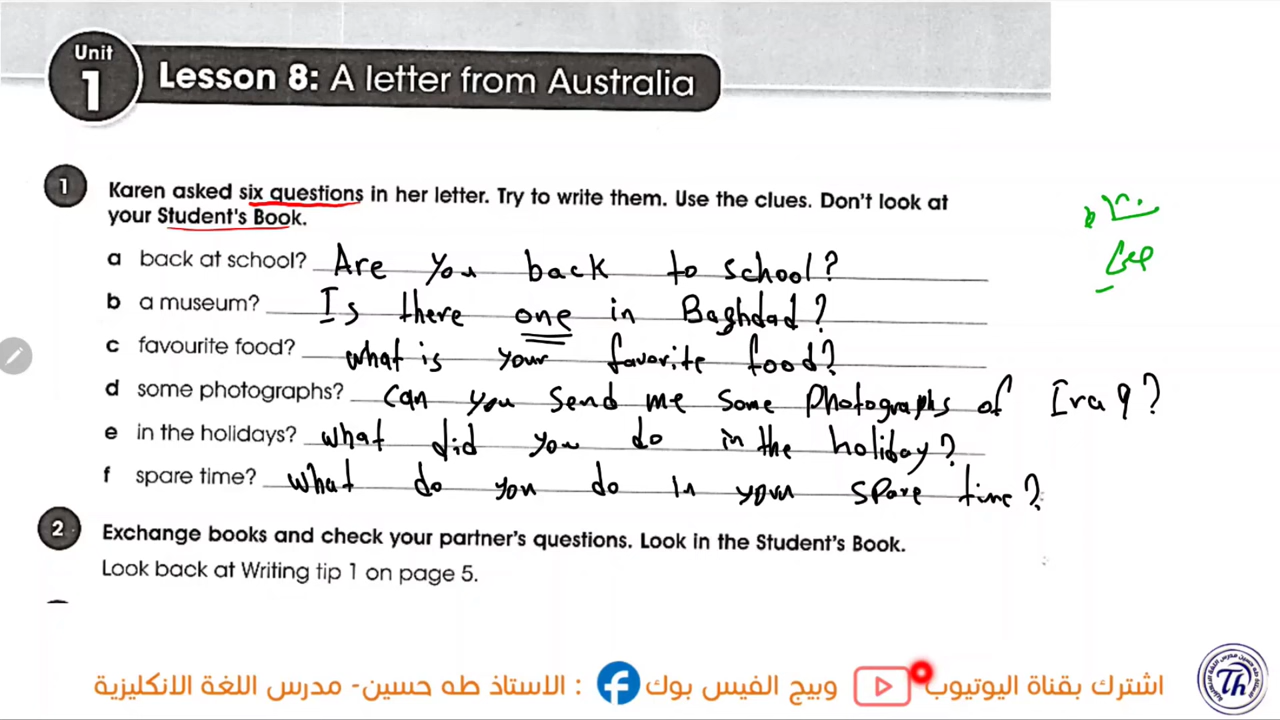 Unit
1
Lesson 8: A letter from Australia
1
Karen asked six questions in her letter. Try to write them. Use the clues. Don't look at
your Student's Book.
a back at school? Are you back to school?
b a museum? Is there one in Baghdad?
c favourite food? what is your favorite food?
d some photographs? Can you send me some photographs of Iraq?
e in the holidays? what did you do in the holiday?
f spare time? what do you do in your spare time?
2
Exchange books and check your partner's questions. Look in the Student's Book.
Look back at Writing tip 1 on page 5.
اشترك بقناة اليوتيوب وبيج الفيس بوك : الاستاذ طه حسين- مدرس اللغة الانكليزية
Th